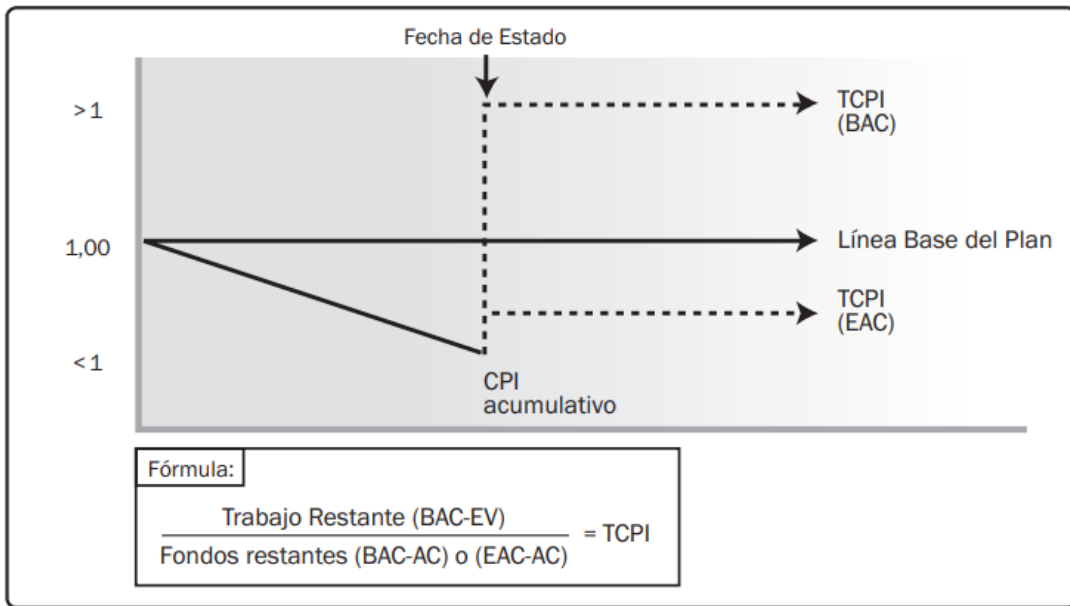 Fecha de Estado
> 1
TCPI
(BAC)
1,00
Línea Base del Plan
TCPI
(EAC)
< 1
CPI
acumulativo
Fórmula:
Trabajo Restante (BAC-EV)
Fondos restantes (BAC-AC) o (EAC-AC)
= TCPI